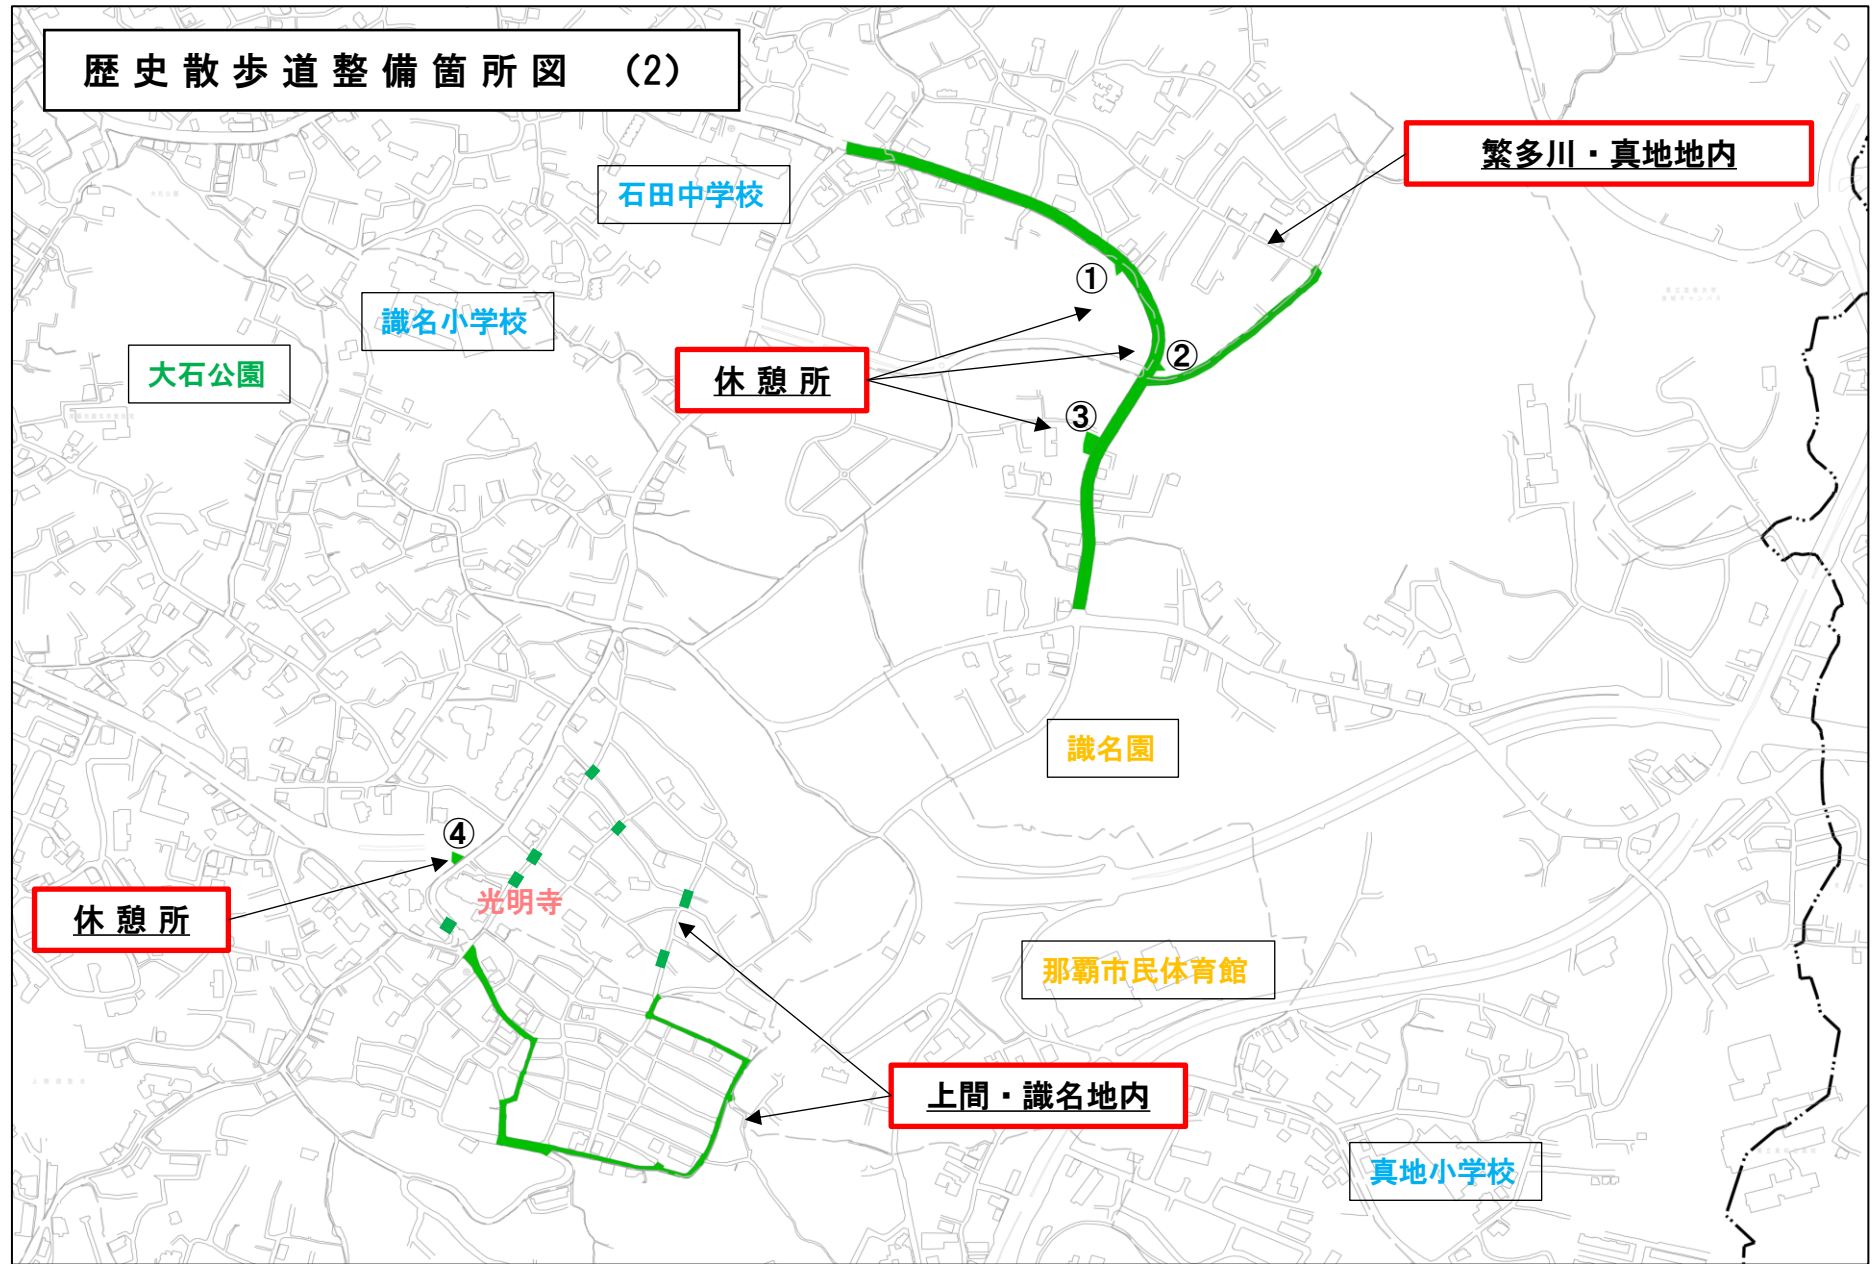 歴史散歩道整備箇所図 (2)
繁多川・真地地内
石田中学校
①
識名小学校
②
大石公園
休憩所
③
識名園
④
光明寺
休憩所
那覇市民体育館
上間・識名地内
真地小学校